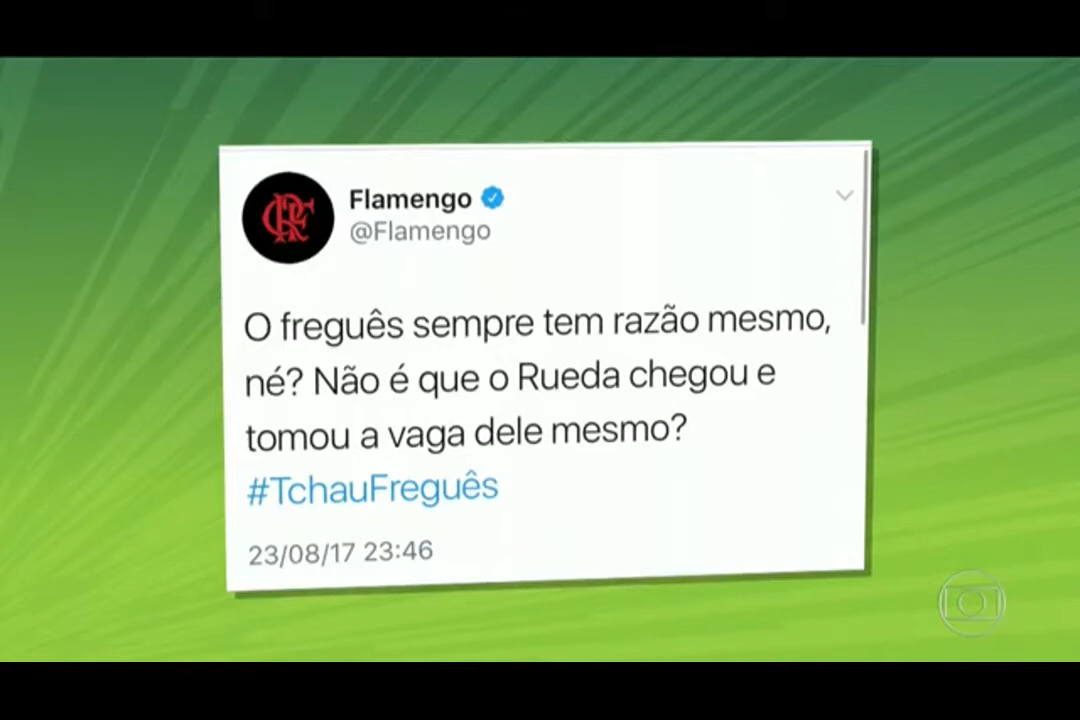 Flamengo
@Flamengo
O freguês sempre tem razão mesmo,
né? Não é que o Rueda chegou e
tomou a vaga dele mesmo?
#TchauFreguês
23/08/17 23:46